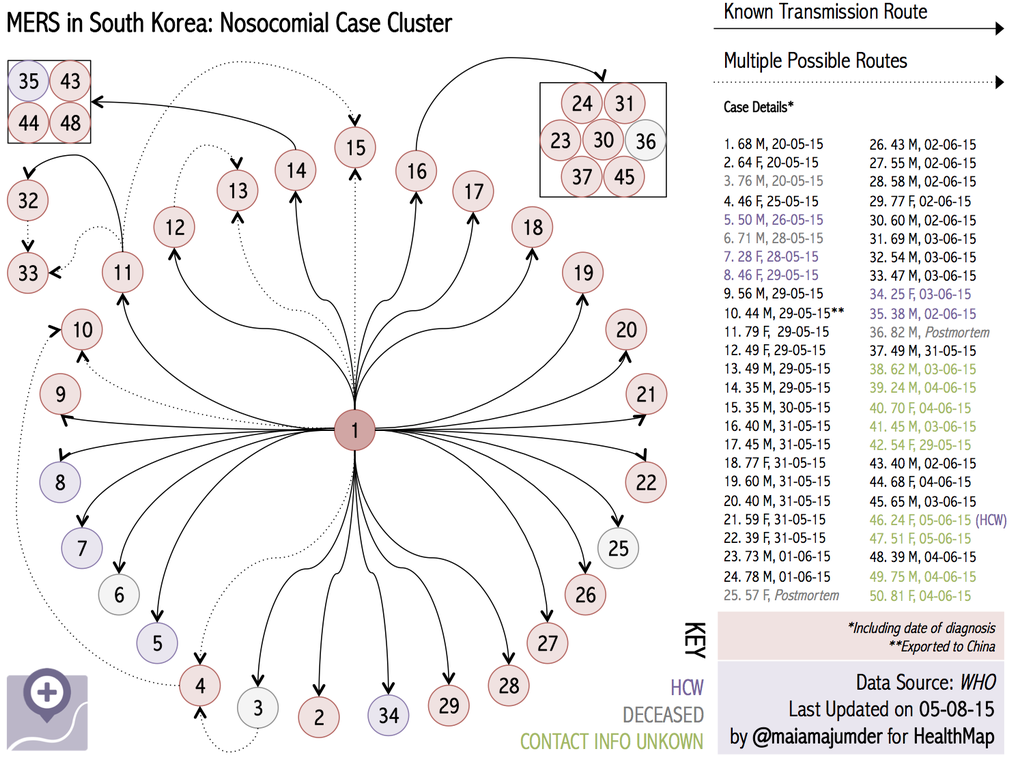 MERS in South Korea: Nosocomial Case Cluster
Known Transmission Route
Multiple Possible Routes
Case Details*
1. 68 M, 20-05-15
2. 64 F, 20-05-15
3. 76 M, 20-05-15
4. 46 F, 25-05-15
5. 50 M, 26-05-15
6. 71 M, 28-05-15
7. 28 F, 28-05-15
8. 46 F, 29-05-15
9. 56 M, 29-05-15
10. 44 M, 29-05-15**
11. 79 F, 29-05-15
12. 49 F, 29-05-15
13. 49 M, 29-05-15
14. 35 M, 29-05-15
15. 35 M, 30-05-15
16. 40 M, 31-05-15
17. 45 M, 31-05-15
18. 77 F, 31-05-15
19. 60 M, 31-05-15
20. 40 M, 31-05-15
21. 59 F, 31-05-15
22. 39 F, 31-05-15
23. 73 M, 01-06-15
24. 78 M, 01-06-15
25. 57 F, Postmortem
26. 43 M, 02-06-15
27. 55 M, 02-06-15
28. 58 M, 02-06-15
29. 77 F, 02-06-15
30. 60 M, 02-06-15
31. 69 M, 03-06-15
32. 54 M, 03-06-15
33. 47 M, 03-06-15
34. 25 F, 03-06-15
35. 38 M, 02-06-15
36. 82 M, Postmortem
37. 49 M, 31-05-15
38. 62 M, 03-06-15
39. 24 M, 04-06-15
40. 70 F, 04-06-15
41. 45 M, 03-06-15
42. 54 F, 29-05-15
43. 40 M, 02-06-15
44. 68 F, 04-06-15
45. 65 M, 03-06-15
46. 24 F, 05-06-15 (HCW)
47. 51 F, 05-06-15
48. 39 M, 04-06-15
49. 75 M, 04-06-15
50. 81 F, 04-06-15
35 43
44 48
24 31
23 30 36
37 45
15
14
16
13
17
32
12
18
33
11
19
10
20
9
21
1
8
22
7
25
6
26
5
27
4
28
3
29
2
34
KEY
HCW
DECEASED
CONTACT INFO UNKOWN
*Including date of diagnosis
**Exported to China
Data Source: WHO
Last Updated on 05-08-15
by @maiamajumder for HealthMap